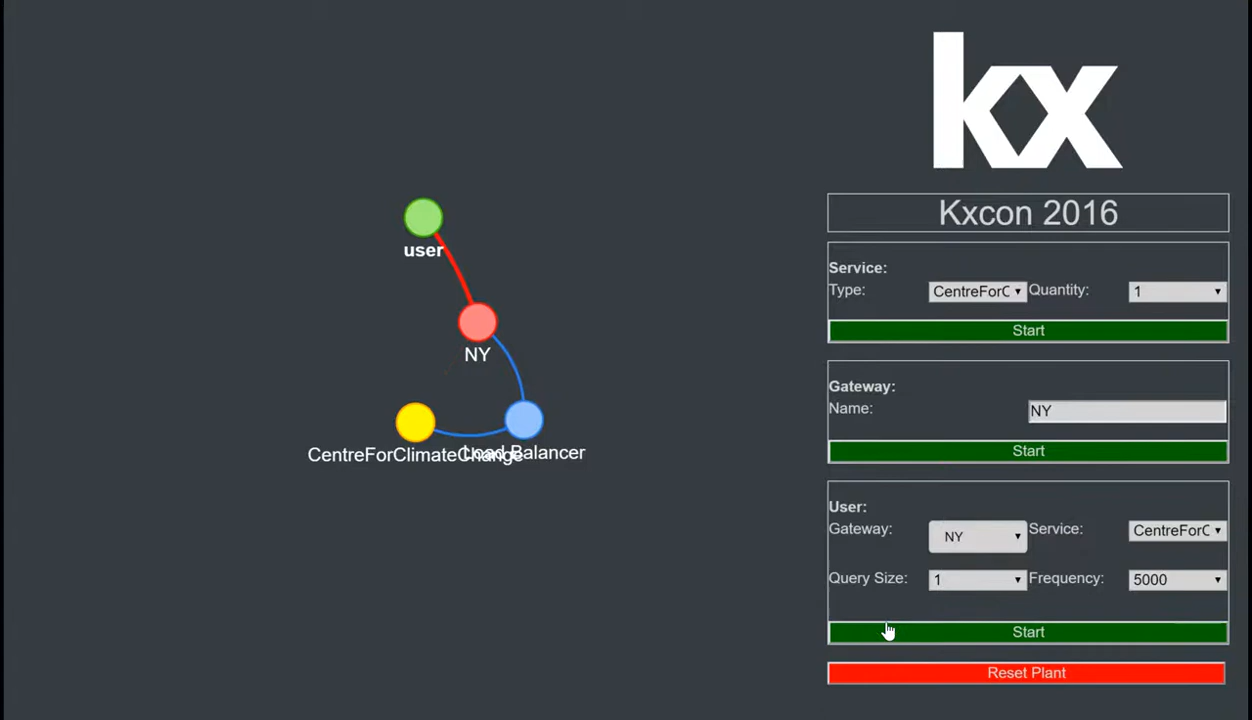 kx
Kxcon 2016
Service:
Type: CentreForC Quantity: 1
Start
Gateway:
Name: NY
Start
User:
Gateway: NY Service: CentreForC
Query Size: 1 Frequency: 5000
Start
Reset Plant
user
NY
CentreForClimateChange
Load Balancer